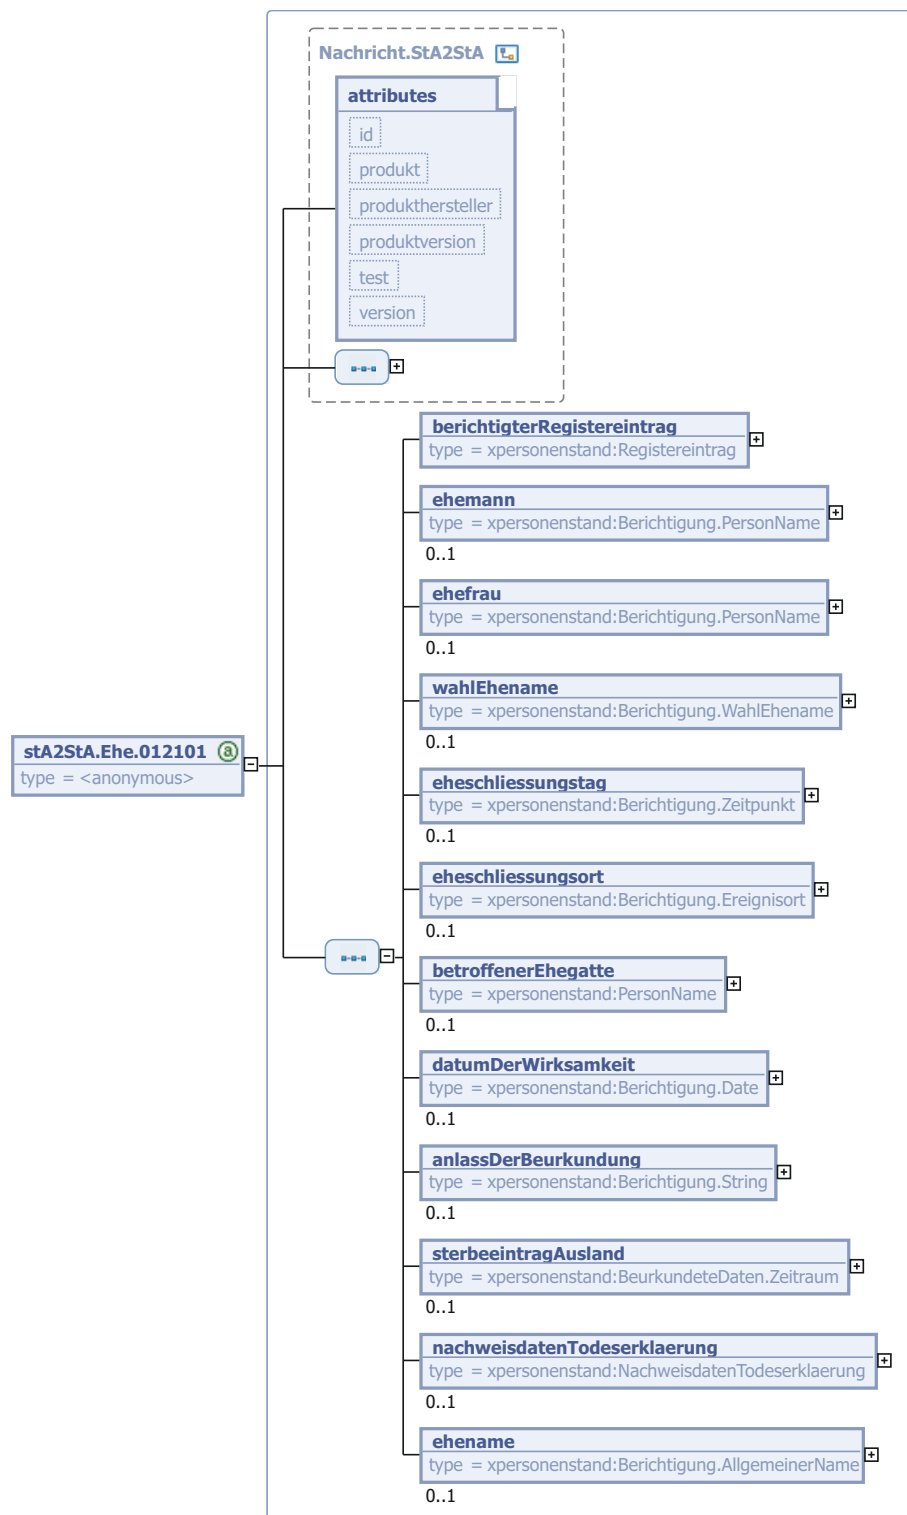 Nachricht.StA2StA
attributes
id
produkt
produkthersteller
produktversion
test
version
berichtigterRegistereintrag
type = xpersonenstand:Registereintrag
ehemann
type = xpersonenstand:Berichtigung.PersonName
0..1
ehefrau
type = xpersonenstand:Berichtigung.PersonName
0..1
wahlEhename
type = xpersonenstand:Berichtigung.WahlEhename
0..1
stA2StA.Ehe.012101 a
type = <anonymous>
eheschliessungstag
type = xpersonenstand:Berichtigung.Zeitpunkt
0..1
eheschliessungsort
type = xpersonenstand:Berichtigung.Ereignisort
0..1
betroffenerEhegatte
type = xpersonenstand:PersonName
0..1
datumDerWirksamkeit
type = xpersonenstand:Berichtigung.Date
0..1
anlassDerBeurkundung
type = xpersonenstand:Berichtigung.String
0..1
sterbeeintragAusland
type = xpersonenstand:BeurkundeteDaten.Zeitraum
0..1
nachweisdatenTodeserklaerung
type = xpersonenstand:NachweisdatenTodeserklaerung
0..1
ehename
type = xpersonenstand:Berichtigung.AllgemeinerName
0..1